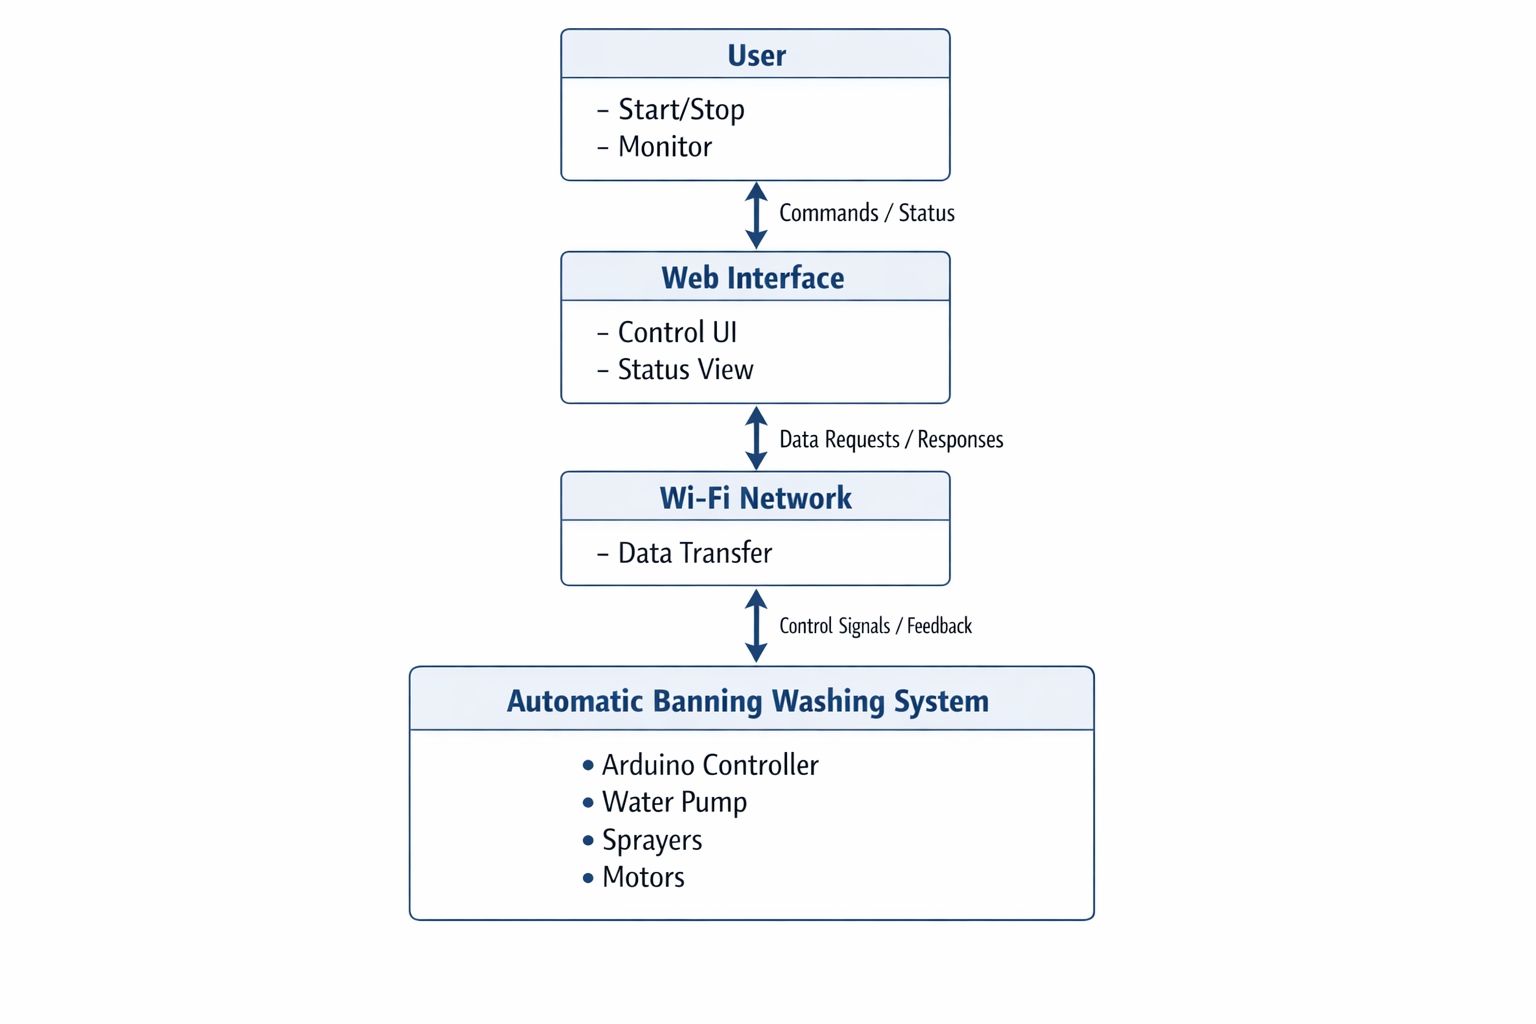 User
– Start/Stop
– Monitor
Commands / Status
Web Interface
– Control UI
– Status View
Data Requests / Responses
Wi-Fi Network
– Data Transfer
Control Signals / Feedback
Automatic Banning Washing System
• Arduino Controller
• Water Pump
• Sprayers
• Motors